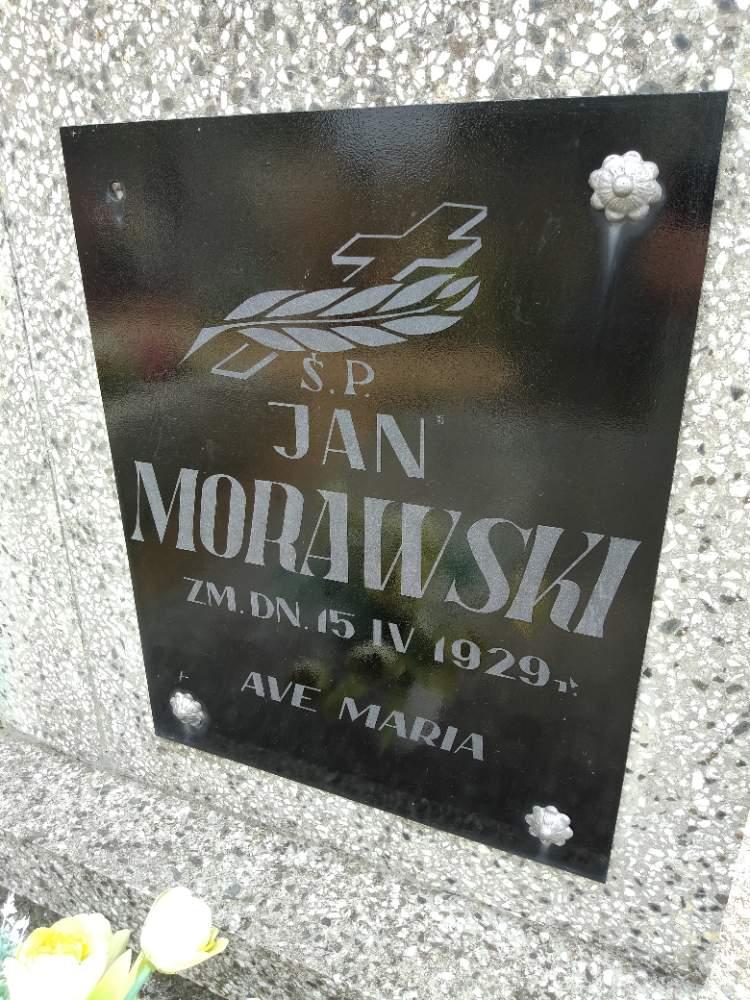 Ś.P.
JAN
MORAWSKI
ZM. DN. 15 IV 1929 r.
AVE MARIA